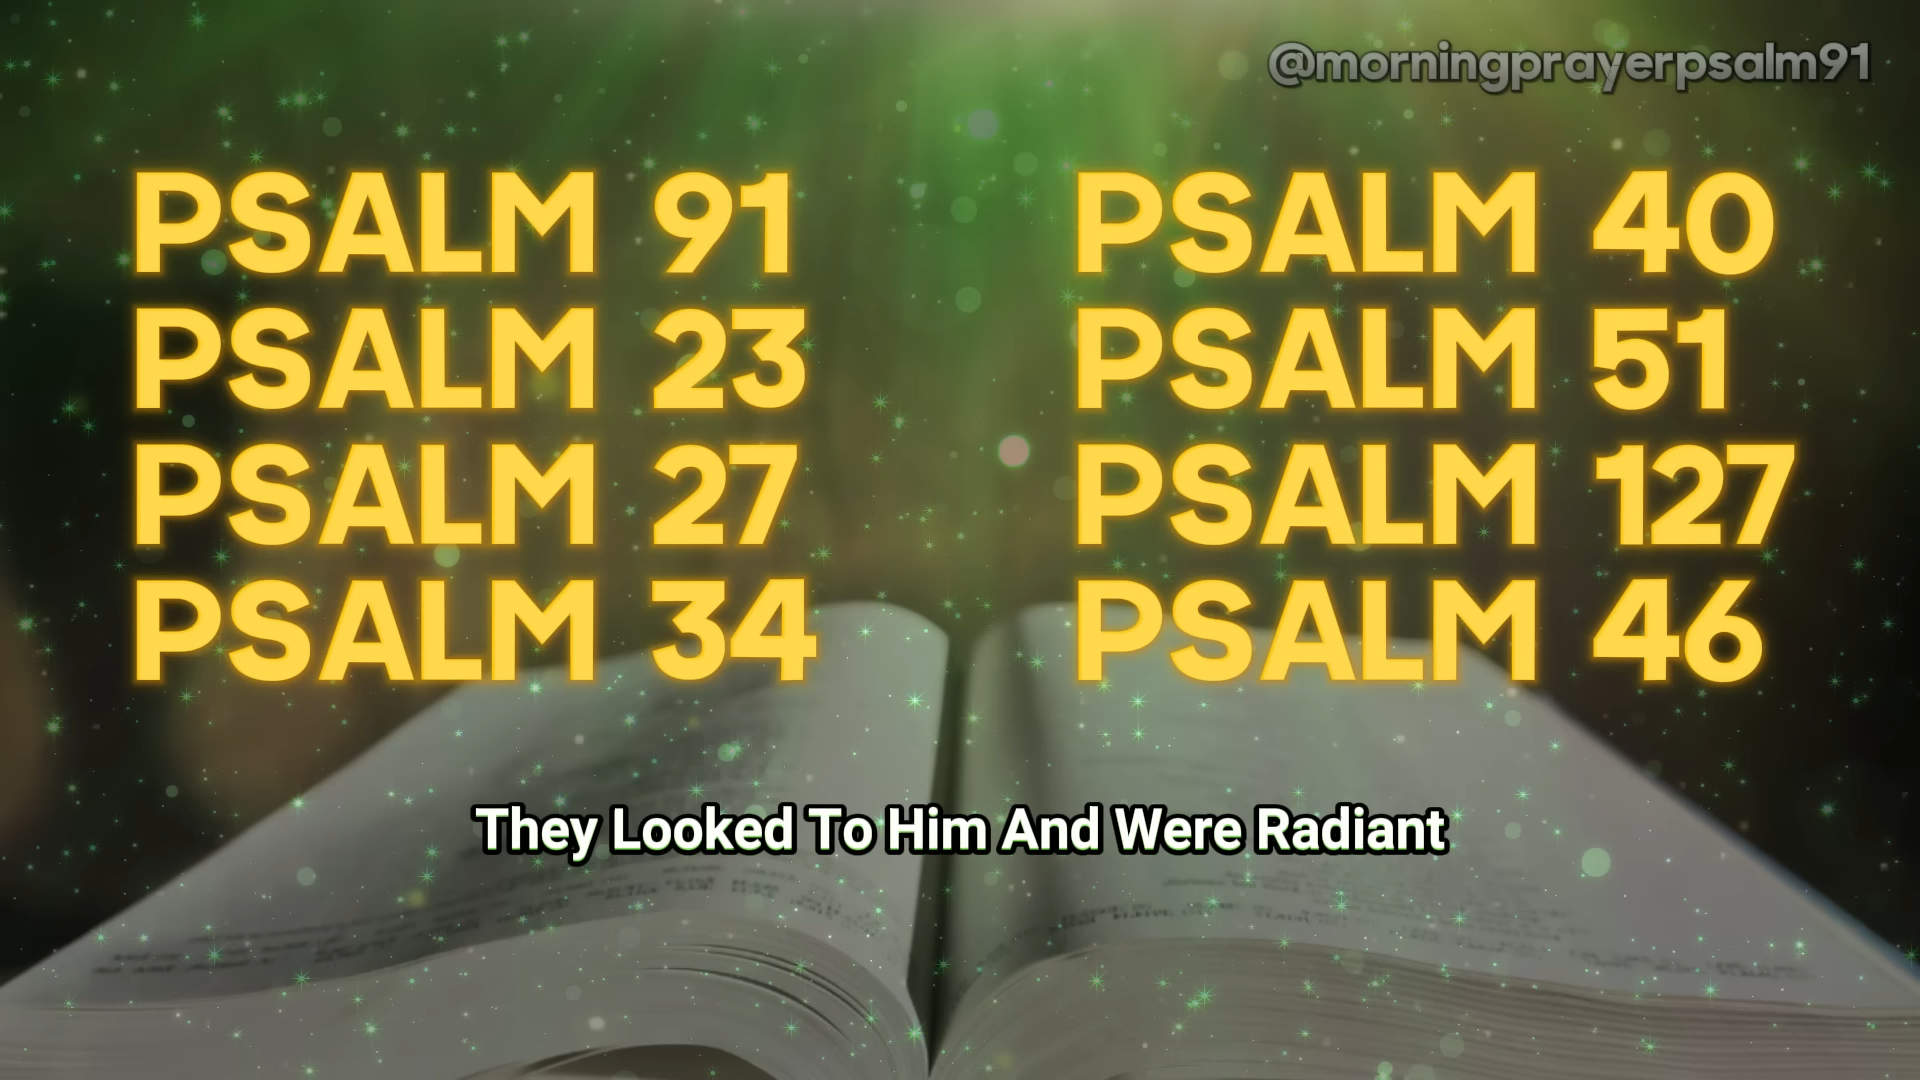 @morningprayerpsalm91
PSALM 91
PSALM 23
PSALM 27
PSALM 34
PSALM 40
PSALM 51
PSALM 127
PSALM 46
They Looked To Him And Were Radiant